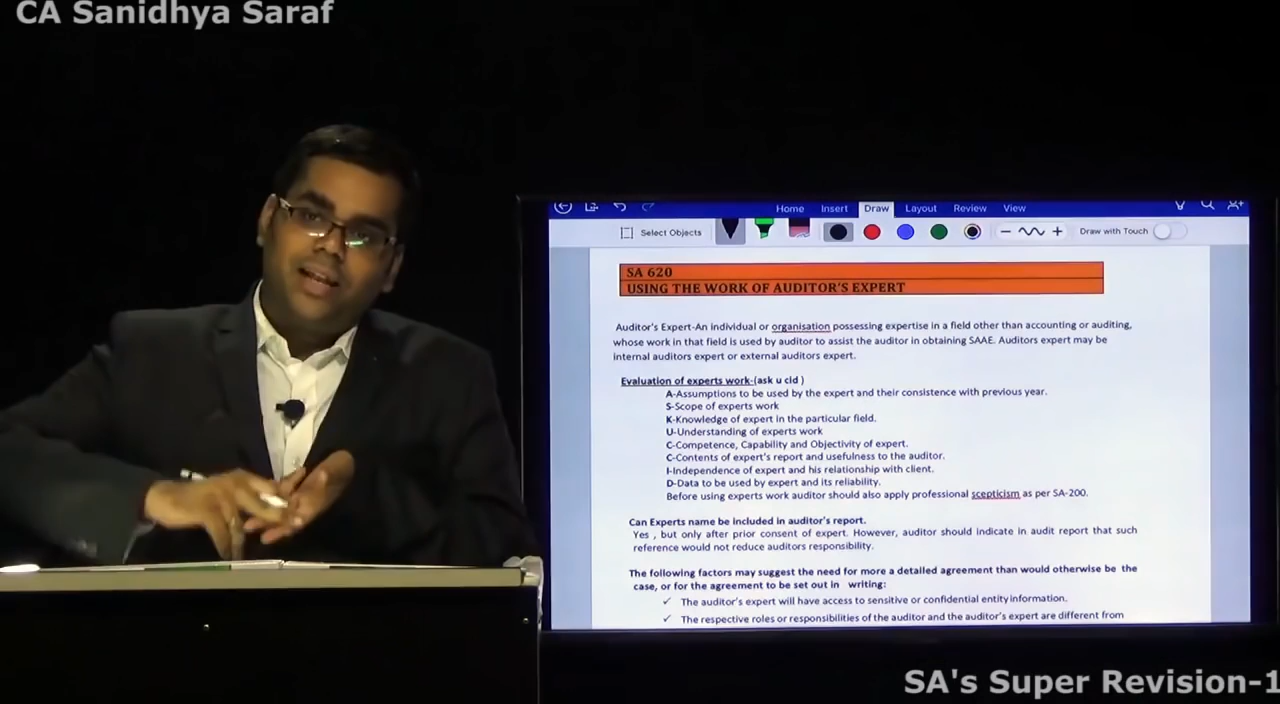 CA Sanidhya Saraf
Home Insert Draw Layout Review View
Select Objects
Draw with Touch
SA 620
USING THE WORK OF AUDITOR'S EXPERT
Auditor's Expert-An individual or organisation possessing expertise in a field other than accounting or auditing,
whose work in that field is used by auditor to assist the auditor in obtaining SAAE. Auditors expert may be
internal auditors expert or external auditors expert.
Evaluation of experts work-(ask u cid )
A-Assumptions to be used by the expert and their consistence with previous year.
S-Scope of experts work
K-Knowledge of expert in the particular field.
U-Understanding of experts work
C-Competence, Capability and Objectivity of expert.
C-Contents of expert's report and usefulness to the auditor.
I-Independence of expert and his relationship with client.
D-Data to be used by expert and its reliability.
Before using experts work auditor should also apply professional scepticism as per SA-200.
Can Experts name be included in auditor's report.
Yes , but only after prior consent of expert. However, auditor should indicate in audit report that such
reference would not reduce auditors responsibility.
The following factors may suggest the need for more a detailed agreement than would otherwise be the
case, or for the agreement to be set out in writing:
✓ The auditor's expert will have access to sensitive or confidential entity information.
✓ The respective roles or responsibilities of the auditor and the auditor's expert are different from
SA's Super Revision-1